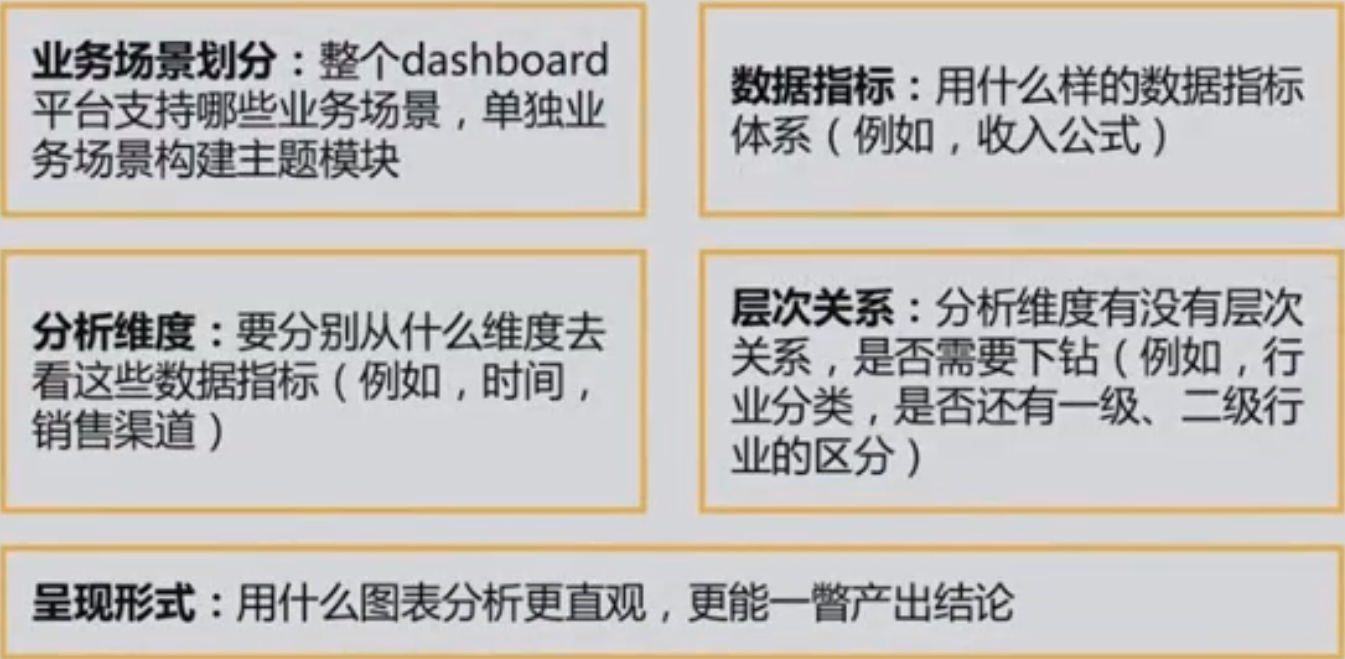 业务场景划分：整个dashboard
平台支持哪些业务场景，单独业
务场景构建主题模块
数据指标：用什么样的数据指标
体系（例如，收入公式）
分析维度：要分别从什么维度去
看这些数据指标（例如，时间，
销售渠道）
层次关系：分析维度有没有层次
关系，是否需要下钻（例如，行
业分类，是否还有一级、二级行
业的区分）
呈现形式：用什么图表分析更直观，更能一瞥产出结论